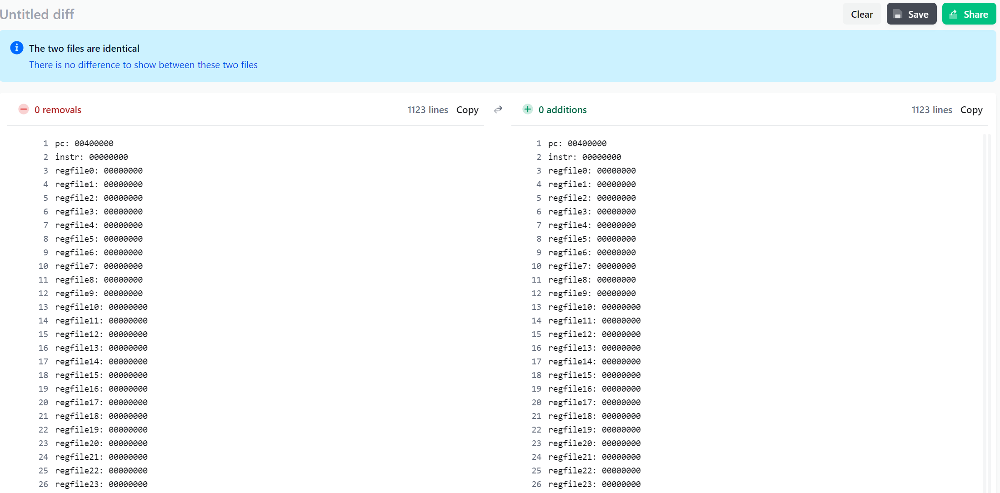 Untitled diff
Clear
Save
Share
The two files are identical
There is no difference to show between these two files
0 removals
1123 lines
Copy
1 pc: 00400000
2 instr: 00000000
3 regfile0: 00000000
4 regfile1: 00000000
5 regfile2: 00000000
6 regfile3: 00000000
7 regfile4: 00000000
8 regfile5: 00000000
9 regfile6: 00000000
10 regfile7: 00000000
11 regfile8: 00000000
12 regfile9: 00000000
13 regfile10: 00000000
14 regfile11: 00000000
15 regfile12: 00000000
16 regfile13: 00000000
17 regfile14: 00000000
18 regfile15: 00000000
19 regfile16: 00000000
20 regfile17: 00000000
21 regfile18: 00000000
22 regfile19: 00000000
23 regfile20: 00000000
24 regfile21: 00000000
25 regfile22: 00000000
26 regfile23: 00000000
0 additions
1123 lines
Copy
1 pc: 00400000
2 instr: 00000000
3 regfile0: 00000000
4 regfile1: 00000000
5 regfile2: 00000000
6 regfile3: 00000000
7 regfile4: 00000000
8 regfile5: 00000000
9 regfile6: 00000000
10 regfile7: 00000000
11 regfile8: 00000000
12 regfile9: 00000000
13 regfile10: 00000000
14 regfile11: 00000000
15 regfile12: 00000000
16 regfile13: 00000000
17 regfile14: 00000000
18 regfile15: 00000000
19 regfile16: 00000000
20 regfile17: 00000000
21 regfile18: 00000000
22 regfile19: 00000000
23 regfile20: 00000000
24 regfile21: 00000000
25 regfile22: 00000000
26 regfile23: 00000000